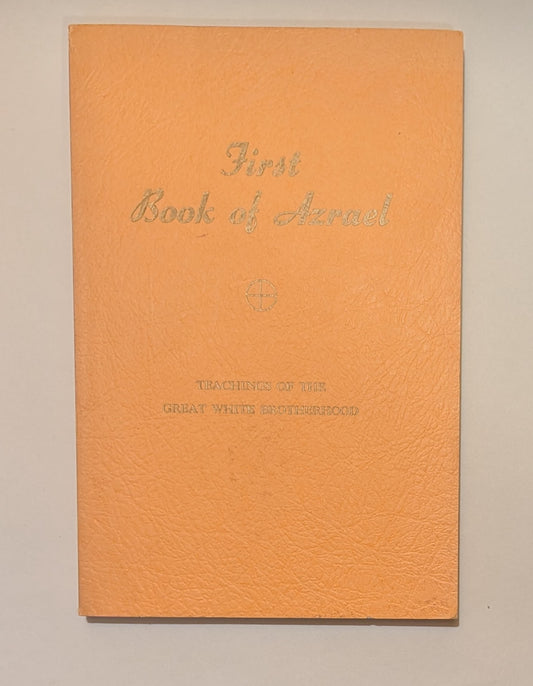 First
Book of Azrael
TEACHINGS OF THE
GREAT WHITE BROTHERHOOD